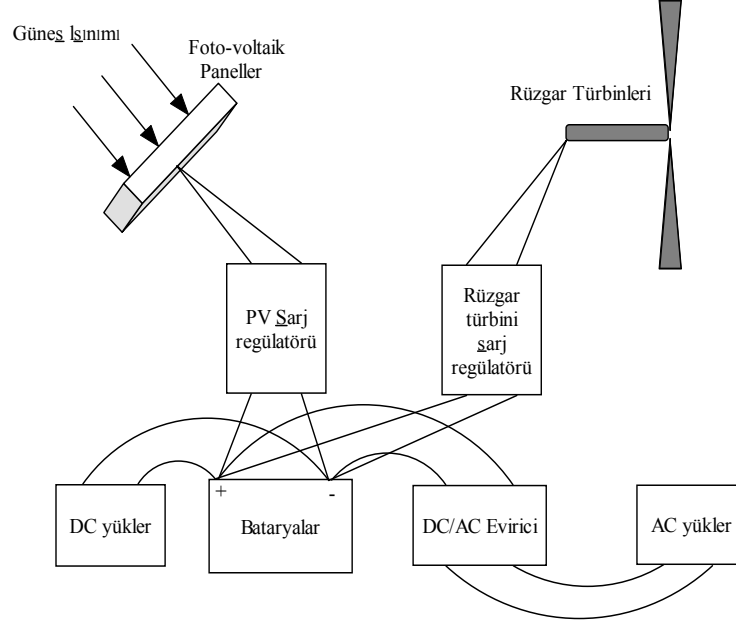 Güneş Işınımı
Foto-voltaik
Paneller
Rüzgar Türbinleri
PV Şarj
regülatörü
Rüzgar
türbini
şarj
regülatörü
+
-
DC yükler
Bataryalar
DC/AC Evirici
AC yükler